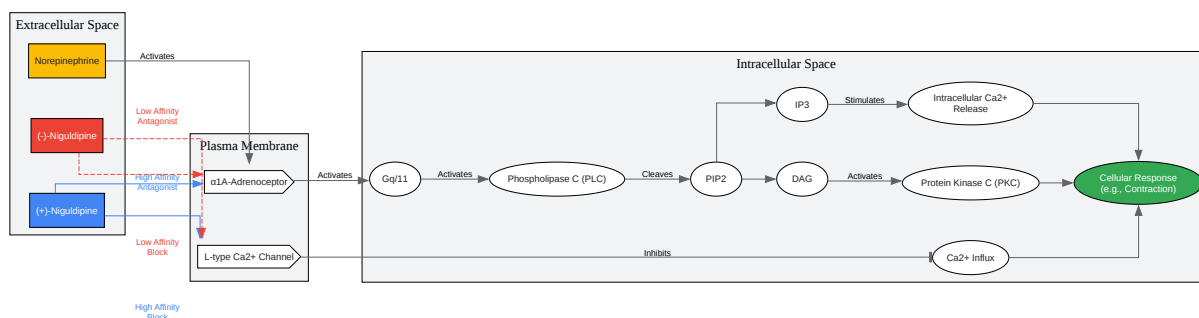 Extracellular Space
Norepinephrine
Activates
(-)-Niguldipine
Low Affinity
Antagonist
High Affinity
Antagonist
(+)-Niguldipine
Low Affinity
Block
High Affinity
Block
Plasma Membrane
α1A-Adrenoceptor
L-type Ca2+ Channel
Activates
Intracellular Space
Gq/11
Activates
Phospholipase C (PLC)
Cleaves
PIP2
IP3
Stimulates
Intracellular Ca2+
Release
DAG
Activates
Protein Kinase C (PKC)
Cellular Response
(e.g., Contraction)
Inhibits
Ca2+ Influx